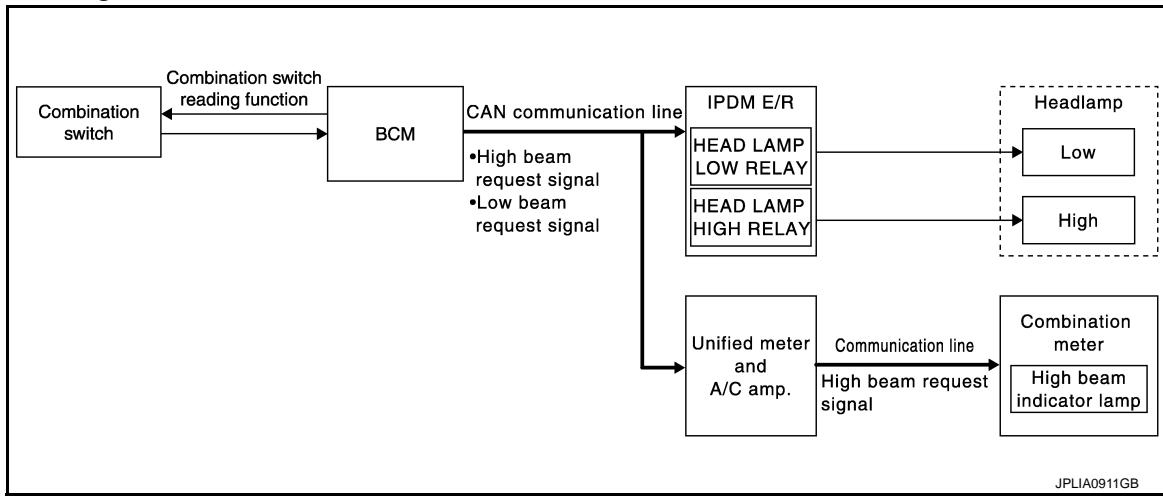 Combination switch
reading function
Combination
switch
BCM
CAN communication line
•High beam
request signal
•Low beam
request signal
IPDM E/R
HEAD LAMP
LOW RELAY
HEAD LAMP
HIGH RELAY
Headlamp
Low
High
Unified meter
and
A/C amp.
Communication line
High beam request
signal
Combination
meter
High beam
indicator lamp
JPLIA0911GB